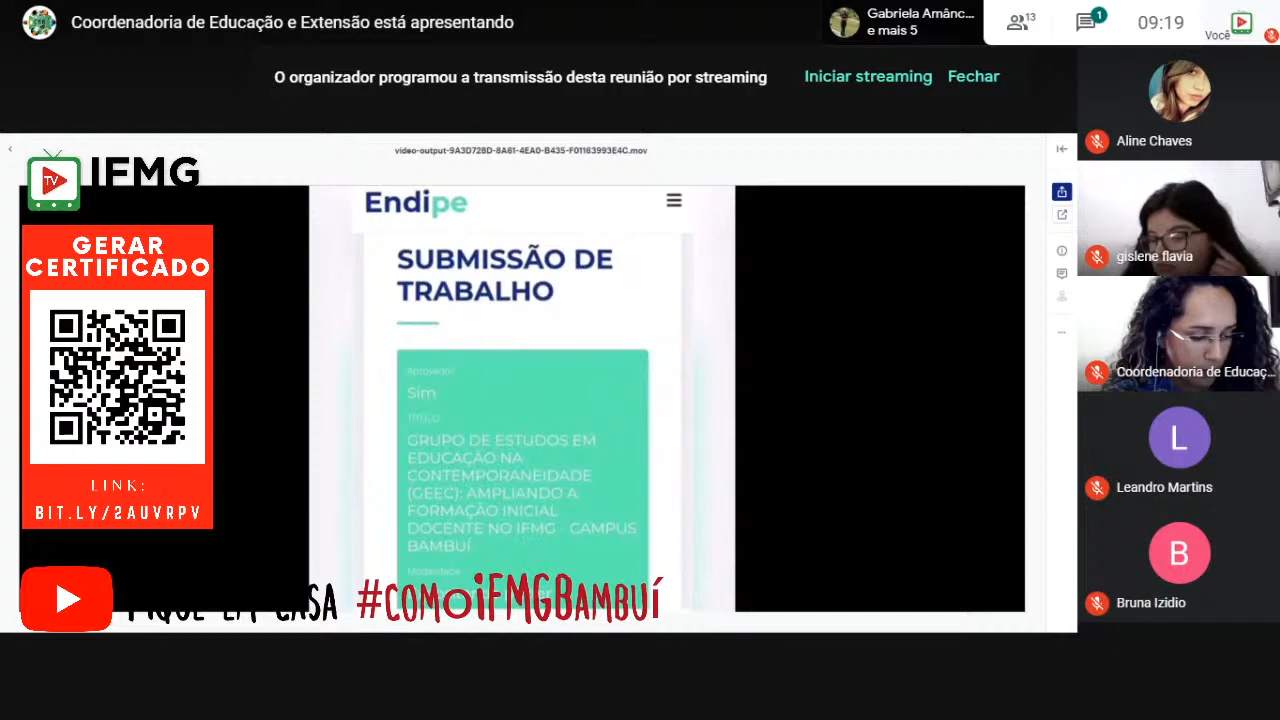 Coordenadoria de Educação e Extensão está apresentando
Gabriela Amânc...
e mais 5
13
1
09:19
Você
O organizador programou a transmissão desta reunião por streaming
Iniciar streaming
Fechar
video-output-9A3D728D-8A61-4EA0-B435-F01163993E4C.mov
TV
IFMG
GERAR
CERTIFICADO
LINK:
BIT.LY/2AUVRPV
Endipe
SUBMISSÃO DE
TRABALHO
Aprovado?
Sim
TÍTULO
GRUPO DE ESTUDOS EM
EDUCAÇÃO NA
CONTEMPORANEIDADE
(GEEC): AMPLIANDO A
FORMAÇÃO INICIAL
DOCENTE NO IFMG - CAMPUS
BAMBUÍ
Modalidade
CASA #COMOIFMGBAMBUÍ
Aline Chaves
gislene flavia
Coordenadoria de Educaç...
L
Leandro Martins
B
Bruna Izidio